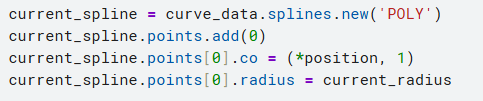 current_spline = curve_data.splines.new('POLY')
current_spline.points.add(0)
current_spline.points[0].co = (*position, 1)
current_spline.points[0].radius = current_radius